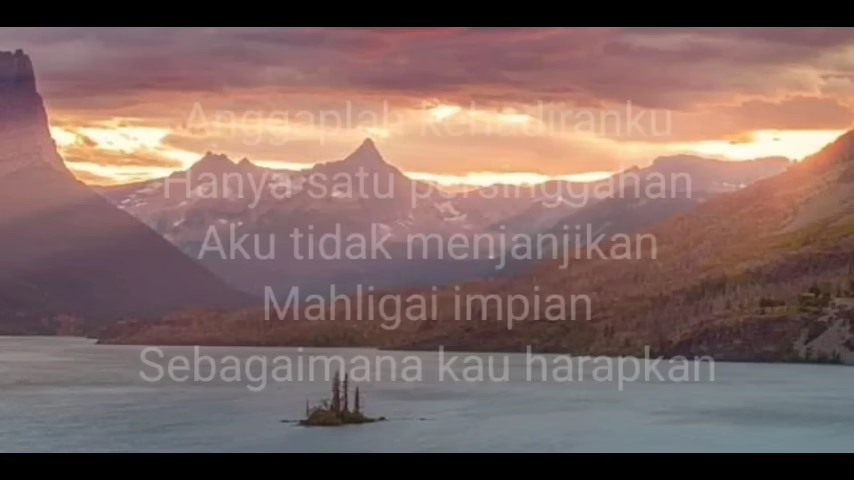 Anggaplah kehadiranku
Hanya satu persinggahan
Aku tidak menjanjikan
Mahligai impian
Sebagaimana kau harapkan